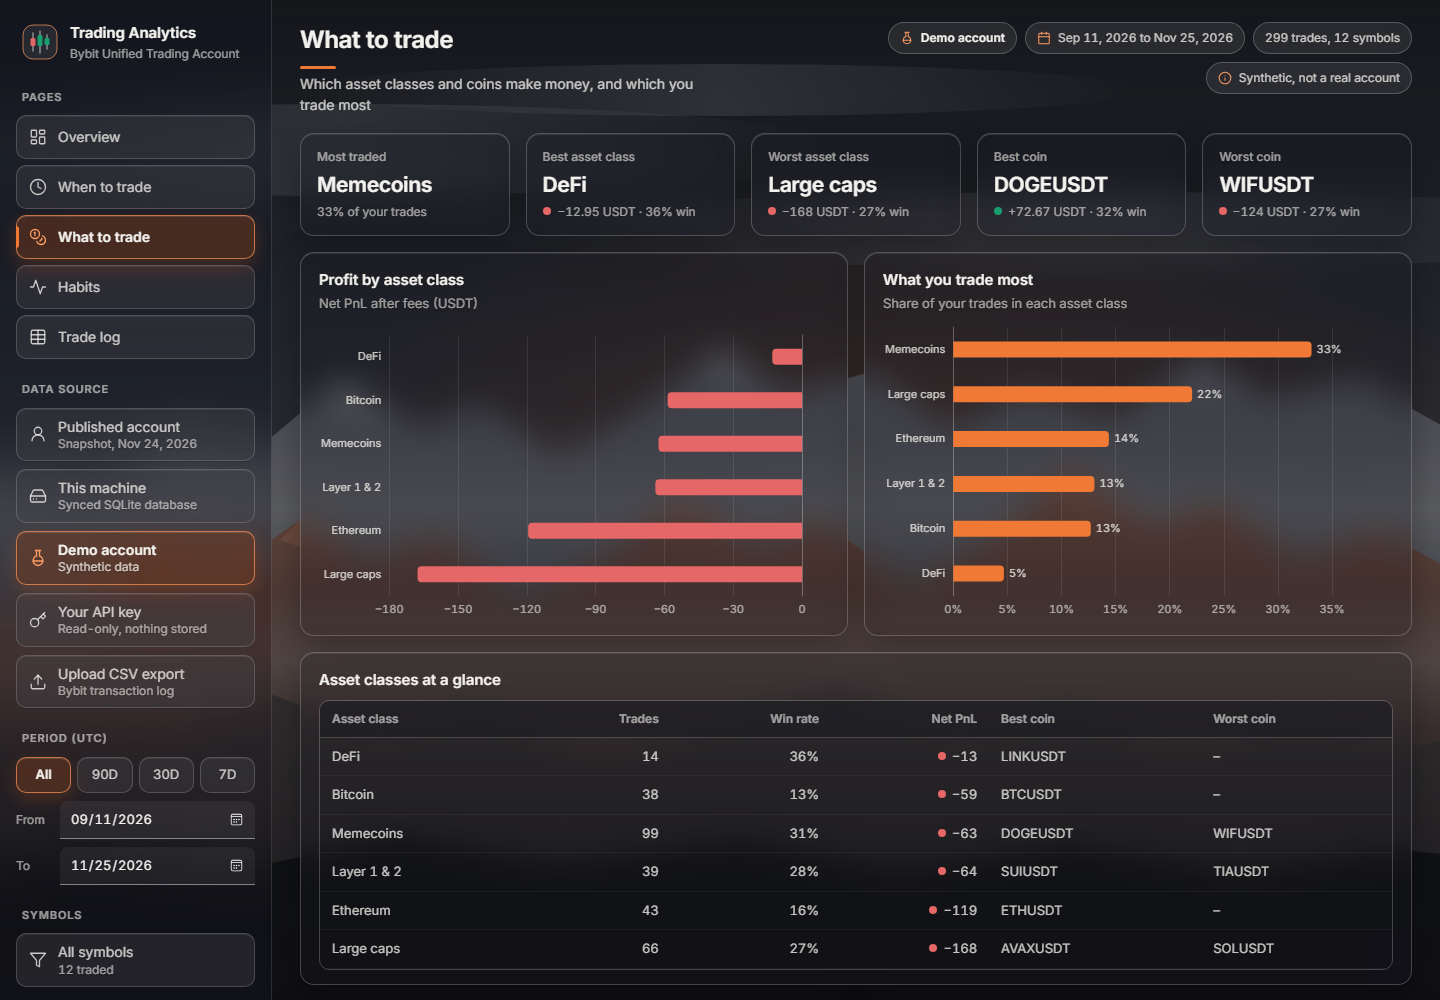 Trading Analytics
Bybit Unified Trading Account
PAGES
Overview
When to trade
What to trade
Habits
Trade log
DATA SOURCE
Published account
Snapshot, Nov 24, 2026
This machine
Synced SQLite database
Demo account
Synthetic data
Your API key
Read-only, nothing stored
Upload CSV export
Bybit transaction log
PERIOD (UTC)
All 90D 30D 7D
From 09/11/2026
To 11/25/2026
SYMBOLS
All symbols
12 traded
What to trade
Which asset classes and coins make money, and which you
trade most
Demo account
Sep 11, 2026 to Nov 25, 2026
299 trades, 12 symbols
Synthetic, not a real account
Most traded
Memecoins
33% of your trades
Best asset class
DeFi
−12.95 USDT · 36% win
Worst asset class
Large caps
−168 USDT · 27% win
Best coin
DOGEUSDT
+72.67 USDT · 32% win
Worst coin
WIFUSDT
−124 USDT · 27% win
Profit by asset class
Net PnL after fees (USDT)
DeFi
Bitcoin
Memecoins
Layer 1 & 2
Ethereum
Large caps
−180 −150 −120 −90 −60 −30 0
What you trade most
Share of your trades in each asset class
Memecoins 33%
Large caps 22%
Ethereum 14%
Layer 1 & 2 13%
Bitcoin 13%
DeFi 5%
0% 5% 10% 15% 20% 25% 30% 35%
Asset classes at a glance
Asset class Trades Win rate Net PnL Best coin Worst coin
DeFi 14 36% −13 LINKUSDT –
Bitcoin 38 13% −59 BTCUSDT –
Memecoins 99 31% −63 DOGEUSDT WIFUSDT
Layer 1 & 2 39 28% −64 SUIUSDT TIAUSDT
Ethereum 43 16% −119 ETHUSDT –
Large caps 66 27% −168 AVAXUSDT SOLUSDT